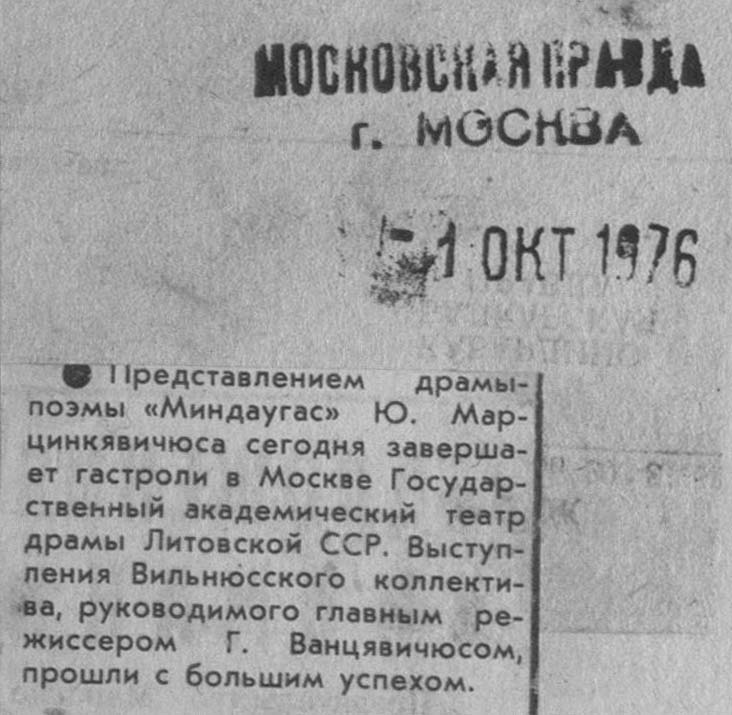 МОСКОВСКАЯ ПРАВДА
г. МОСКВА
-1 ОКТ 1976
● Представлением драмы-
поэмы «Миндаугас» Ю. Мар-
цинкявичюса сегодня заверша-
ет гастроли в Москве Государ-
ственный академический театр
драмы Литовской ССР. Выступ-
ления Вильнюсского коллекти-
ва, руководимого главным ре-
жиссером Г. Ванцявичюсом,
прошли с большим успехом.